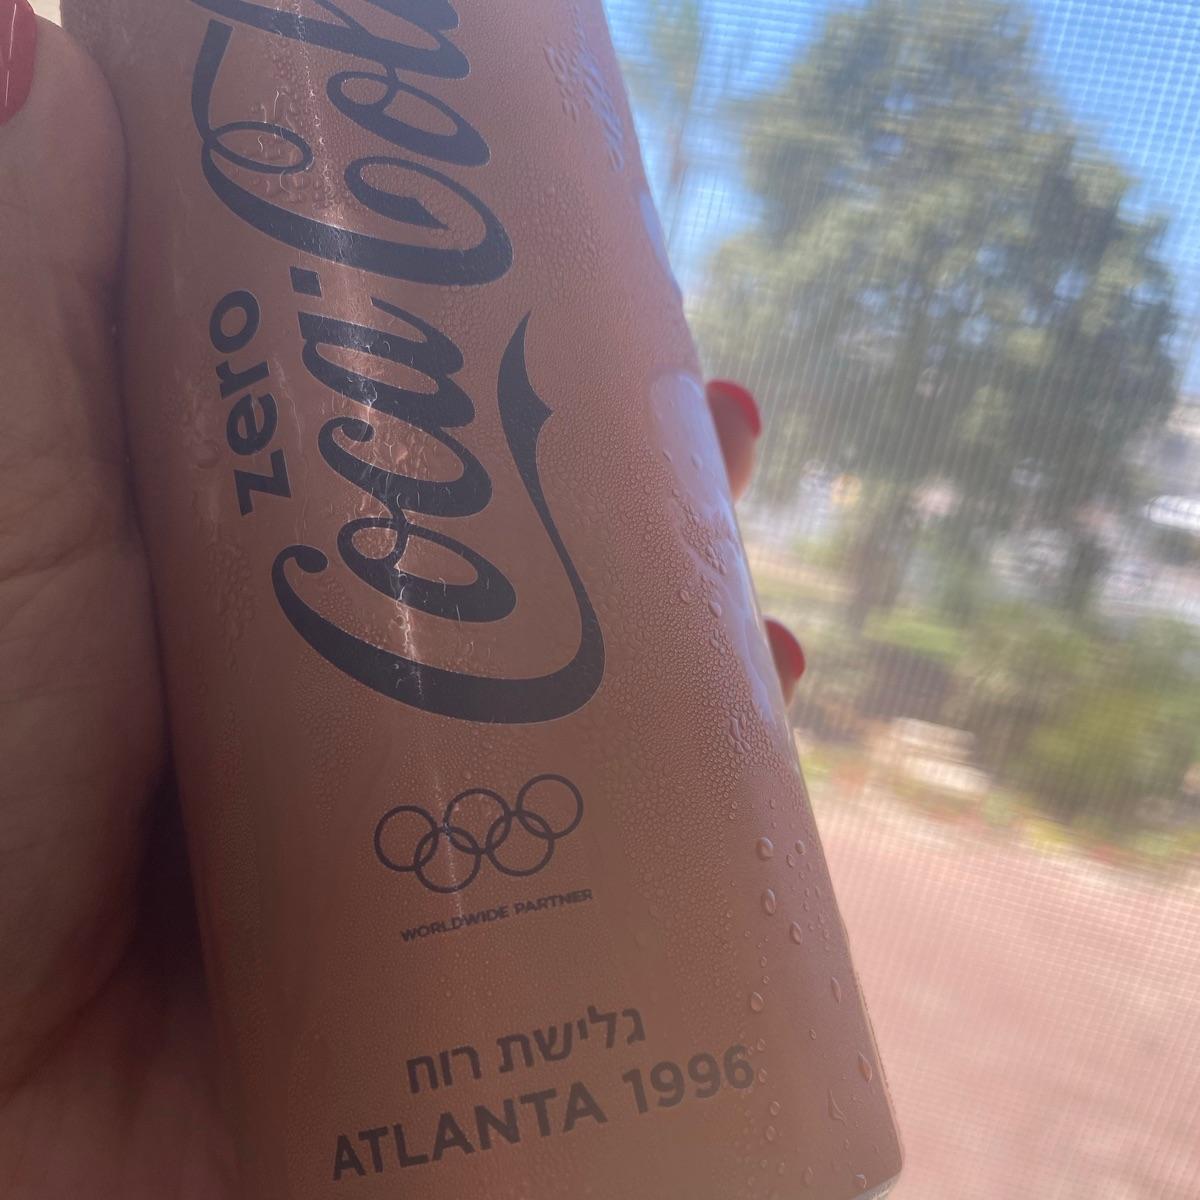 Coca-Cola
zero
WORLDWIDE PARTNER
גלישת רוח
ATLANTA 1996